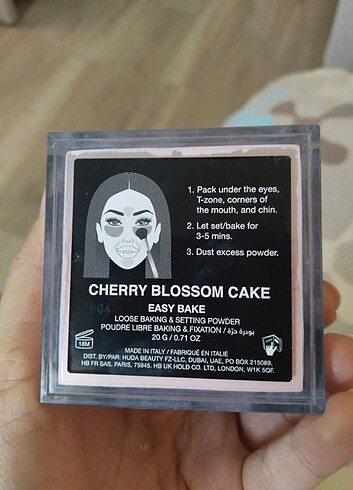 1. Pack under the eyes,
T-zone, corners of
the mouth, and chin.
2. Let set/bake for
3-5 mins.
3. Dust excess powder.
CHERRY BLOSSOM CAKE
EASY BAKE
LOOSE BAKING & SETTING POWDER
POUDRE LIBRE BAKING & FIXATION / بودرة حرّة
20 G / 0.71 OZ
18M
MADE IN ITALY / FABRIQUÉ EN ITALIE
DIST. BY/PAR: HUDA BEAUTY FZ-LLC, DUBAI, UAE, PO BOX 215089.
HB FR SAS, PARIS, 75945. HB UK HOLD CO. LTD, LONDON, W1K 5QF.